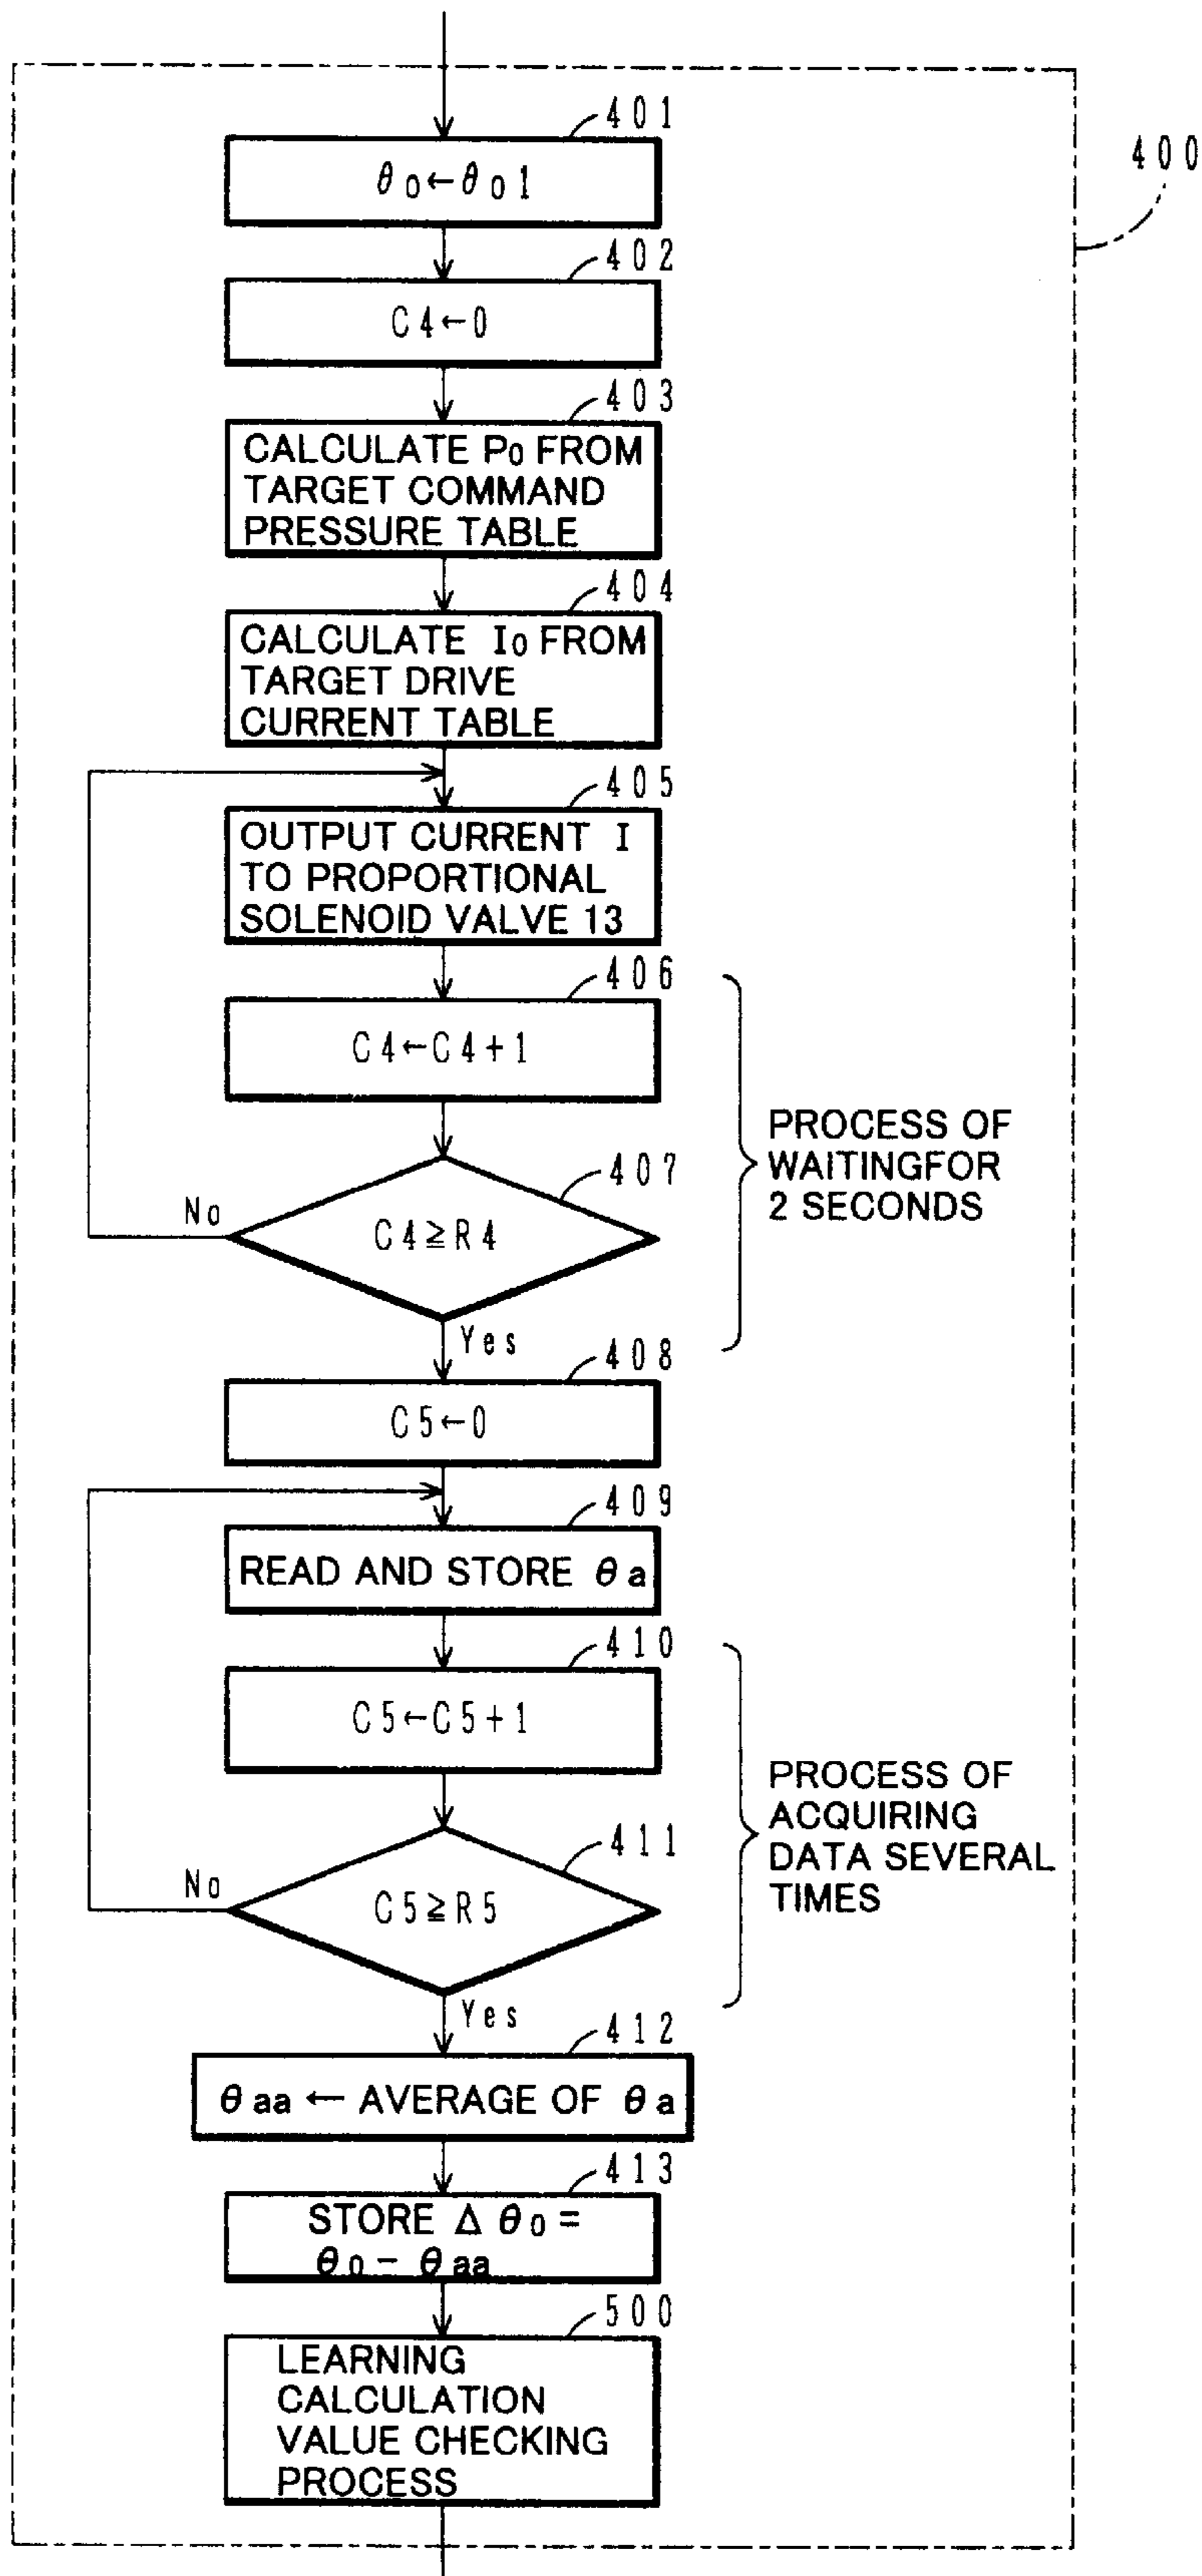 401
400
θ0←θ01
402
C4←0
403
CALCULATE P0 FROM
TARGET COMMAND
PRESSURE TABLE
404
CALCULATE I0 FROM
TARGET DRIVE
CURRENT TABLE
405
OUTPUT CURRENT I
TO PROPORTIONAL
SOLENOID VALVE 13
406
C4←C4+1
PROCESS OF
WAITINGFOR
2 SECONDS
407
No
C4≧R4
Yes
408
C5←0
409
READ AND STORE θa
410
C5←C5+1
PROCESS OF
ACQUIRING
DATA SEVERAL
TIMES
411
No
C5≧R5
Yes
412
θaa ← AVERAGE OF θa
413
STORE Δ θ0 =
θ0 − θaa
500
LEARNING
CALCULATION
VALUE CHECKING
PROCESS